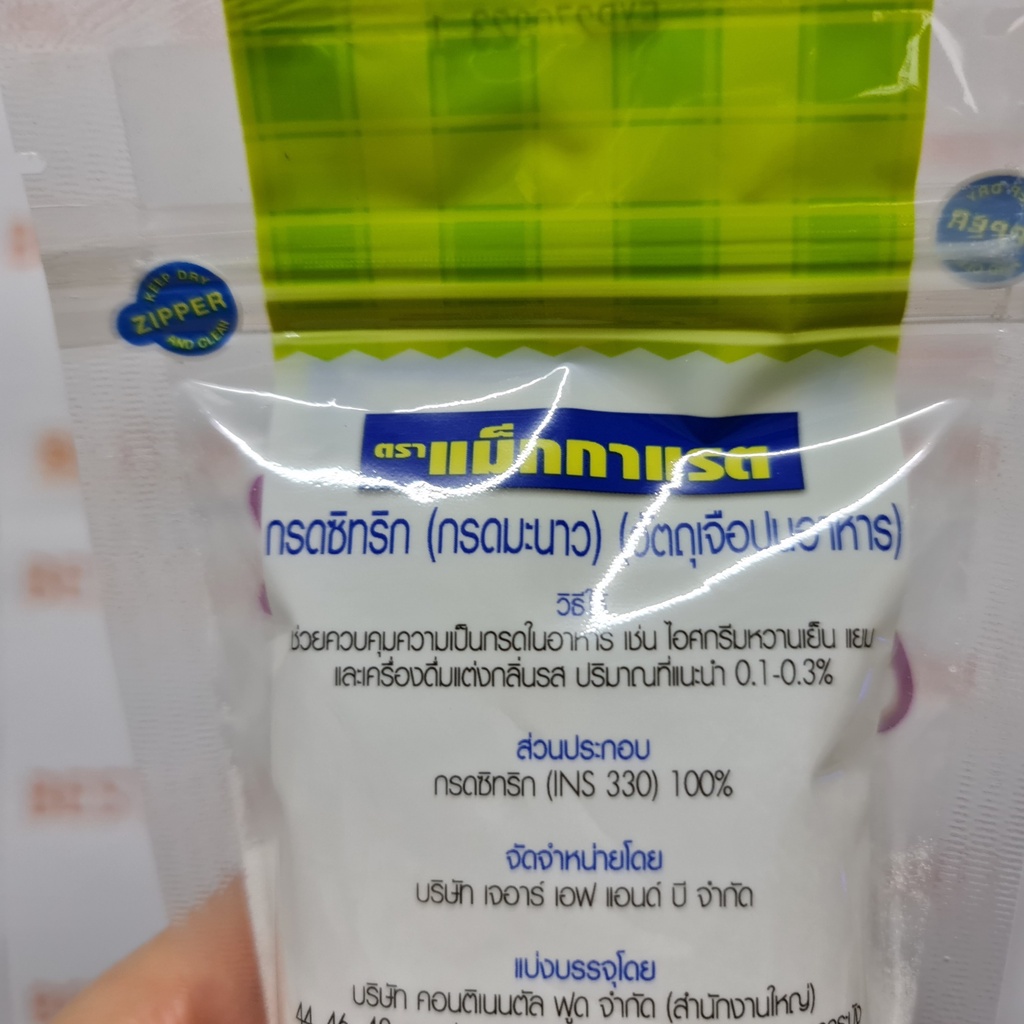 KEEP DRY
ZIPPER
AND CLEAN
ตราแม็กกาแรต
กรดซิทริก (กรดมะนาว) (วัตถุเจือปนอาหาร)
ช่วยควบคุมความเป็นกรดในอาหาร เช่น ไอศกรีมหวานเย็น แยม
และเครื่องดื่มแต่งกลิ่นรส ปริมาณที่แนะนำ 0.1-0.3%
ส่วนประกอบ
กรดซิทริก (INS 330) 100%
จัดจำหน่ายโดย
บริษัท เจอาร์ เอฟ แอนด์ บี จำกัด
แบ่งบรรจุโดย
บริษัท คอนติเนนตัล ฟูด จำกัด (สำนักงานใหญ่)